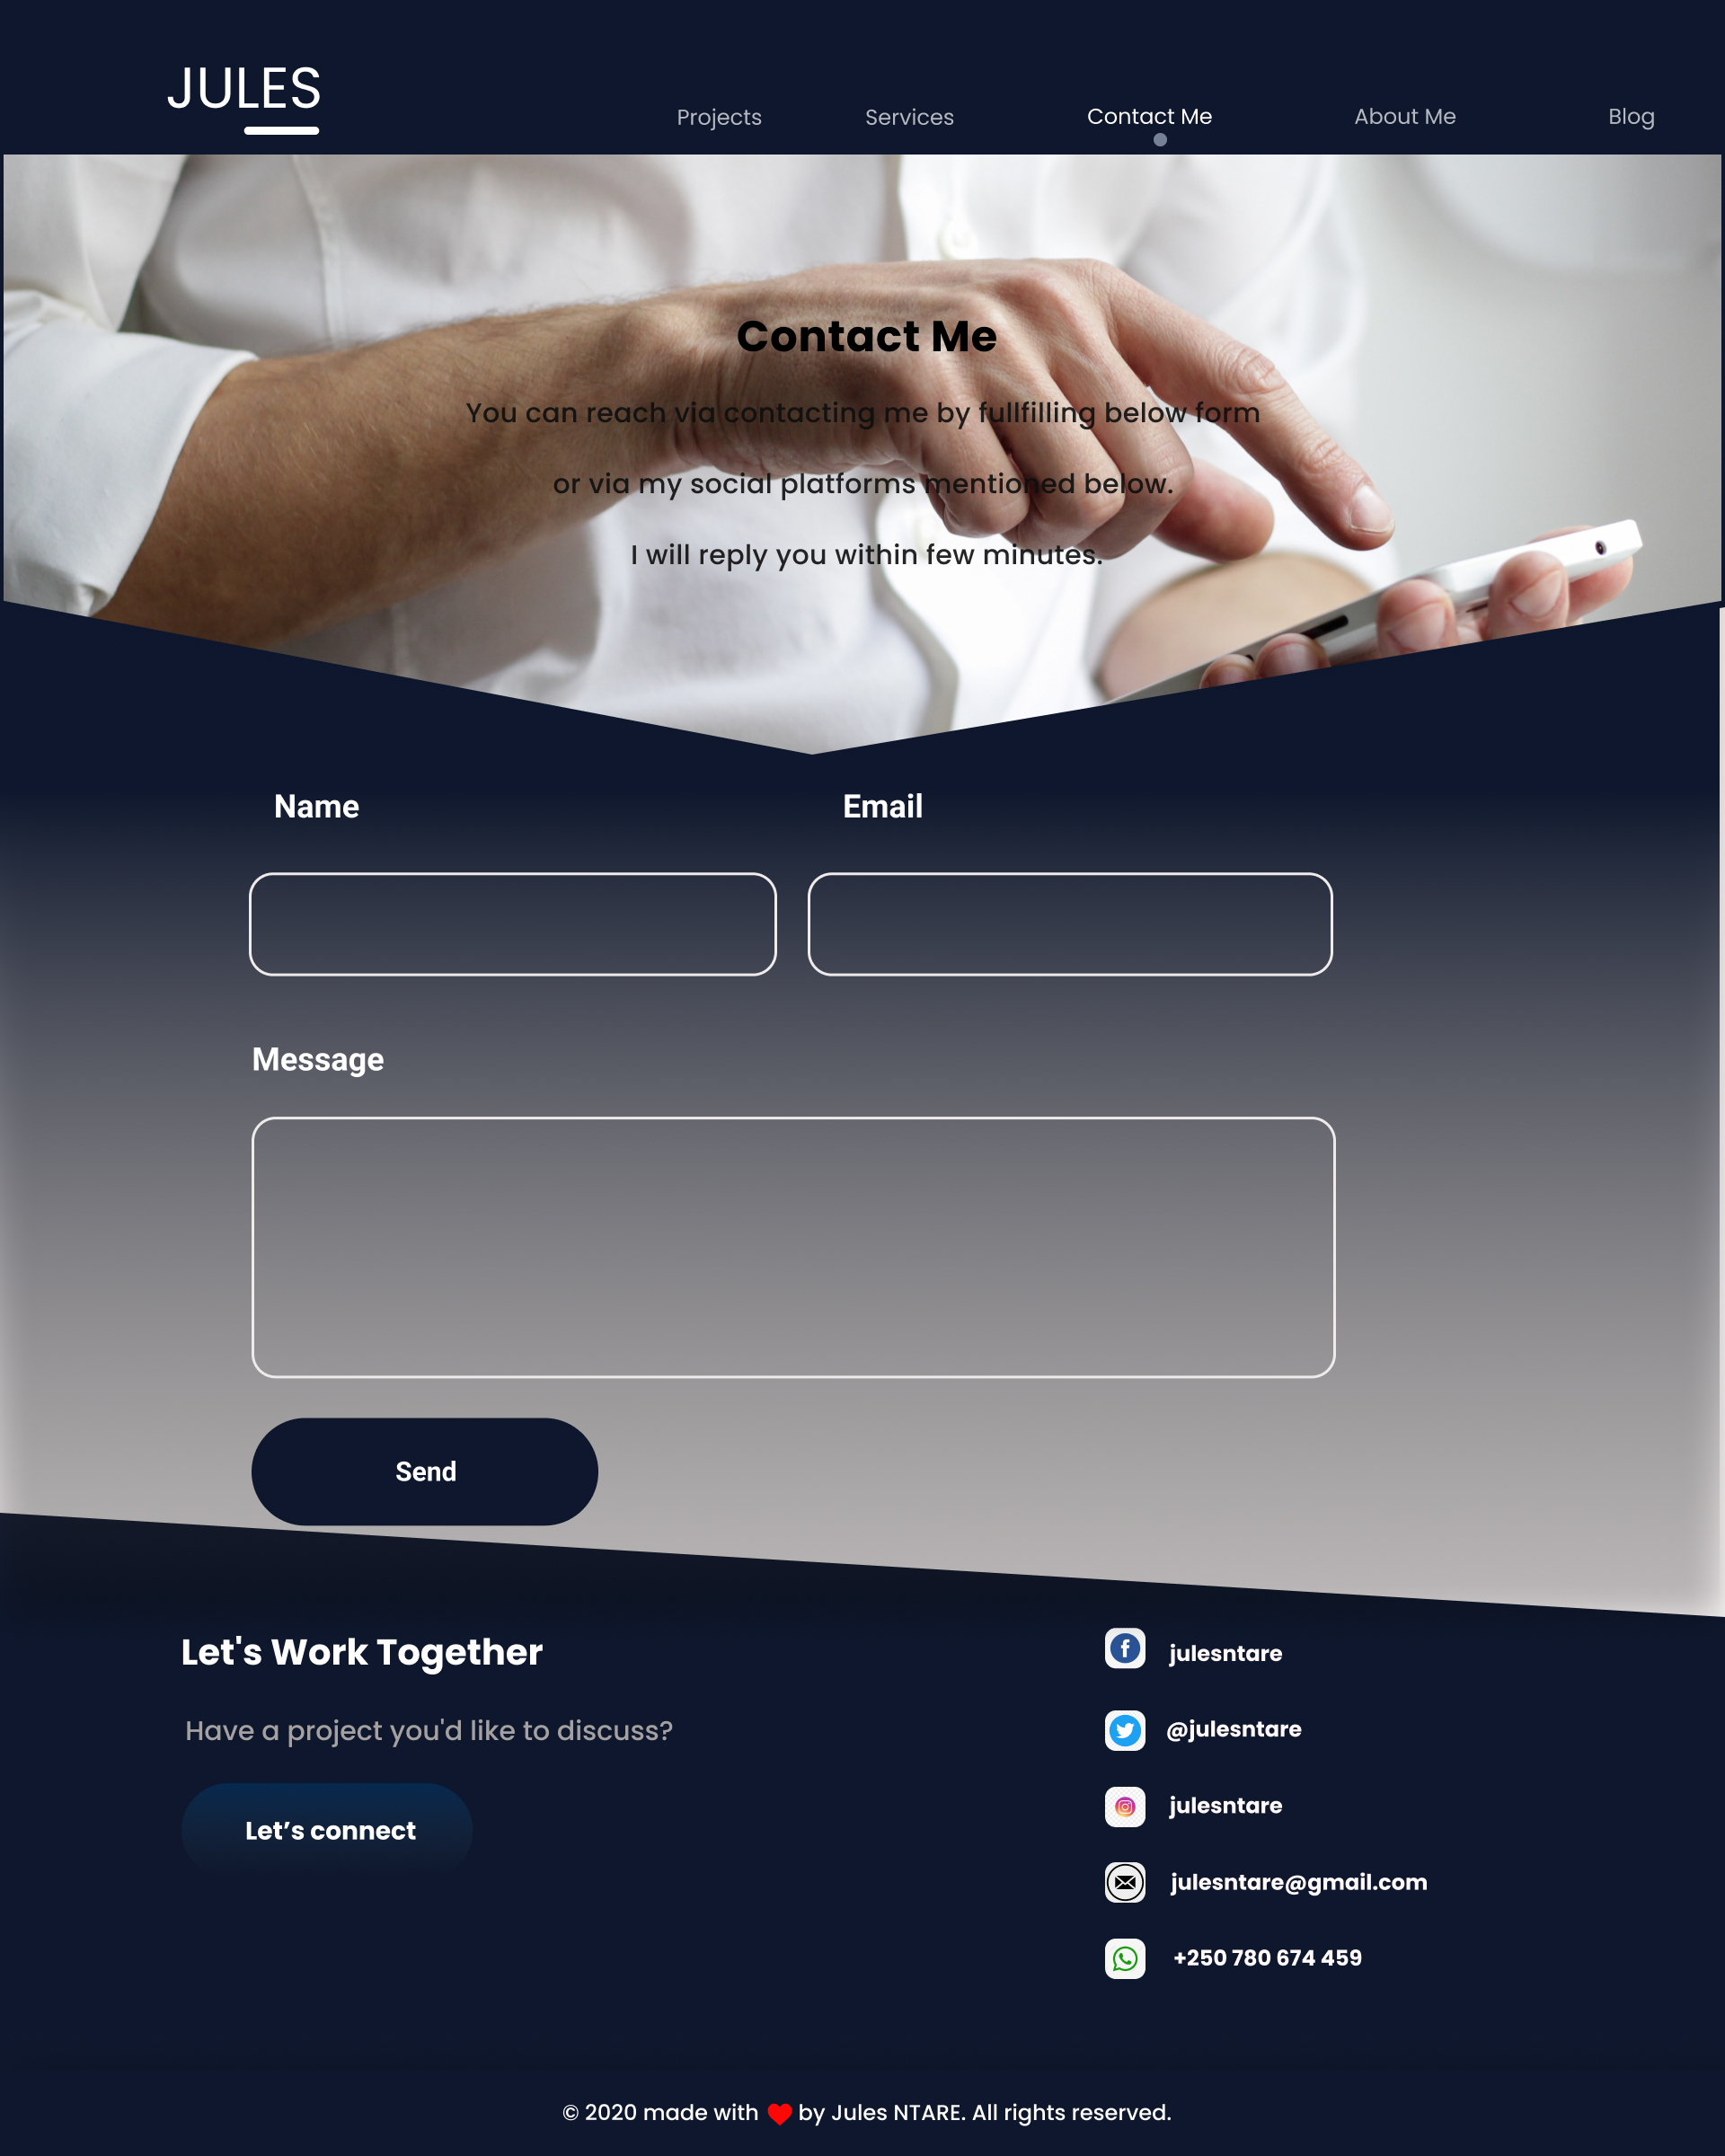 JULES
Projects Services Contact Me About Me Blog
Contact Me
You can reach via contacting me by fullfilling below form
or via my social platforms mentioned below.
I will reply you within few minutes.
Name Email
Message
Send
Let's Work Together
Have a project you'd like to discuss?
Let’s connect
julesntare
@julesntare
julesntare
julesntare@gmail.com
+250 780 674 459
© 2020 made with ❤ by Jules NTARE. All rights reserved.